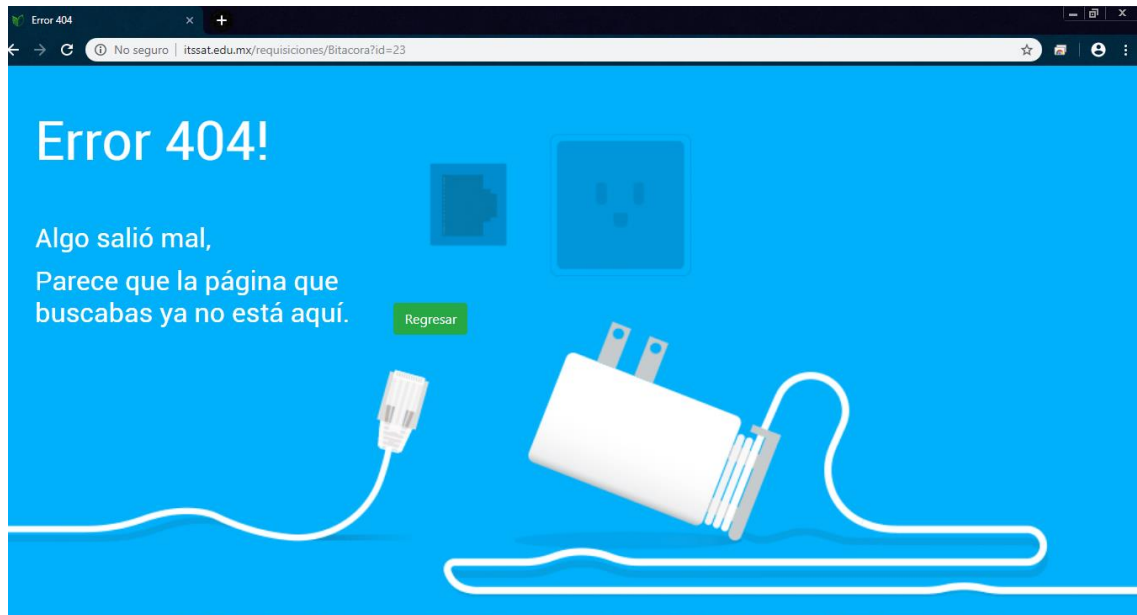 Error 404
No seguro | itssat.edu.mx/requisiciones/Bitacora?id=23
Error 404!
Algo salió mal,
Parece que la página que
buscabas ya no está aquí.
Regresar